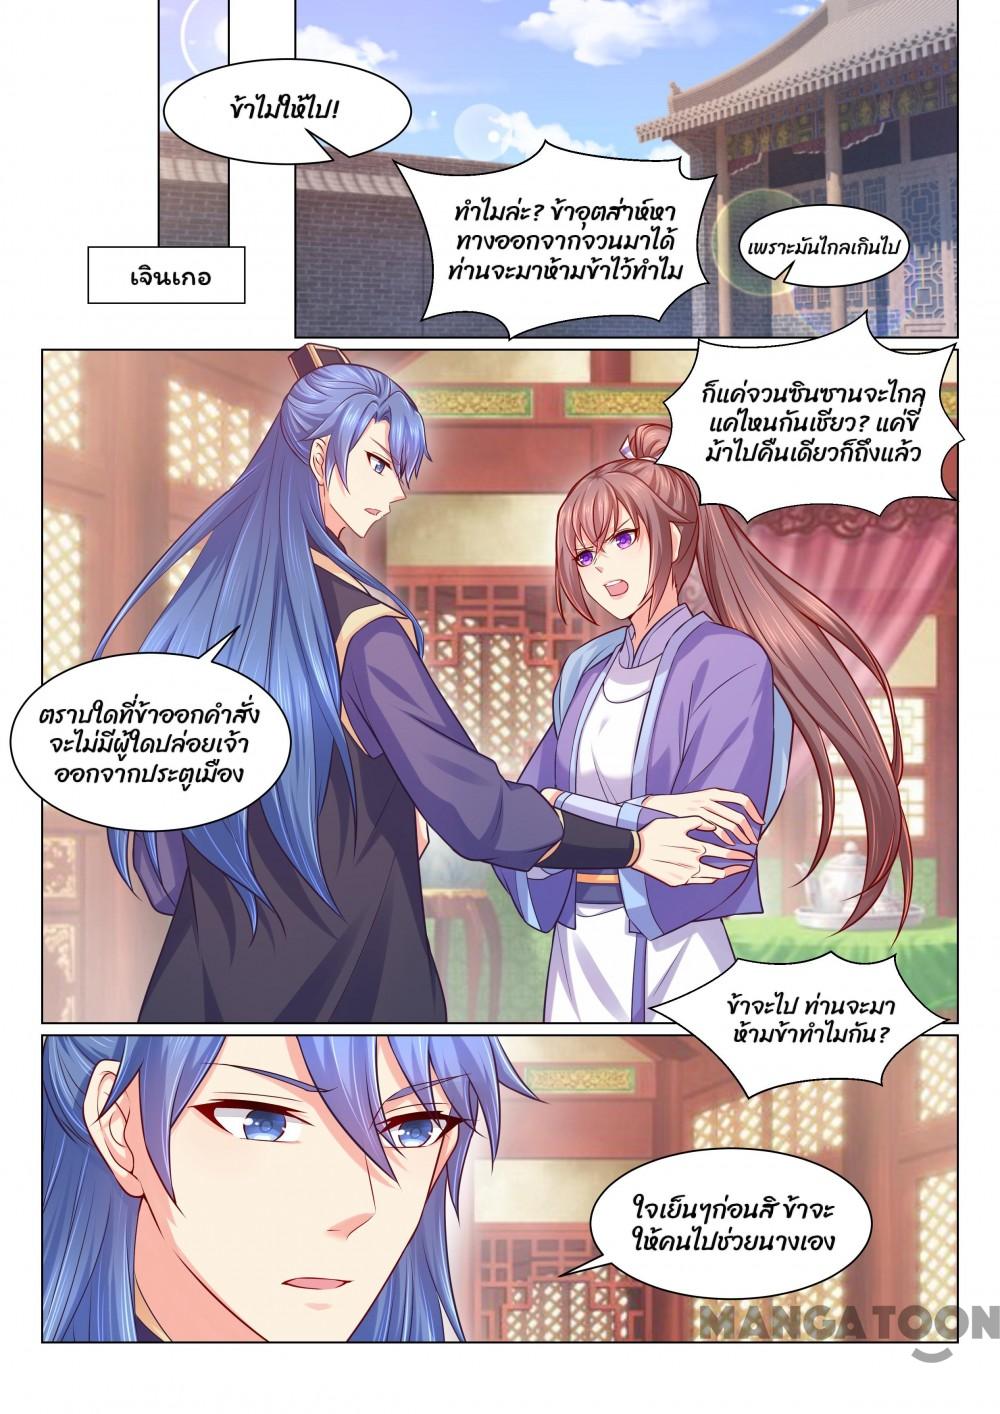 ข้าไม่ให้ไป!
ทำไมล่ะ? ข้าอุตส่าห์หา
ทางออกจากจวนมาได้
ท่านจะมาห้ามข้าไว้ทำไม
เพราะมันไกลเกินไป
เจินเกอ
ก็แค่จวนซินซานจะไกล
แค่ไหนกันเชียว? แค่ขี่
ม้าไปคืนเดียวก็ถึงแล้ว
ตราบใดที่ข้าออกคำสั่ง
จะไม่มีผู้ใดปล่อยเจ้า
ออกจากประตูเมือง
ข้าจะไป ท่านจะมา
ห้ามข้าทำไมกัน?
ใจเย็นๆก่อนสิ ข้าจะ
ให้คนไปช่วยนางเอง
MANGATOON